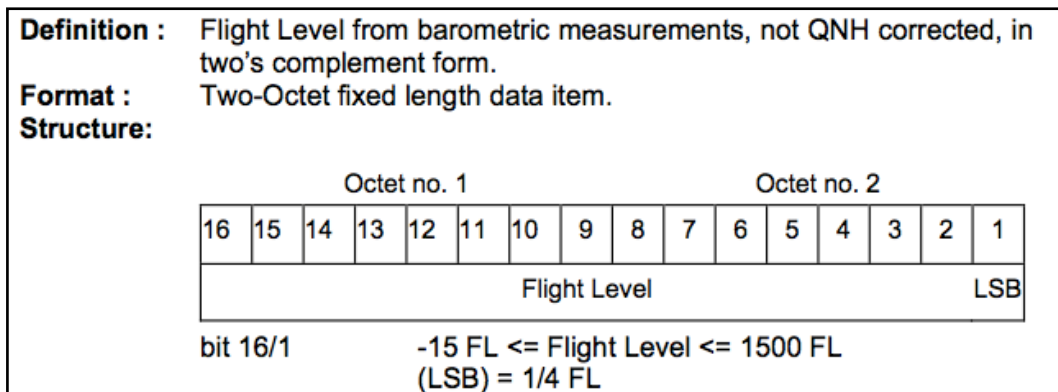 Definition : Flight Level from barometric measurements, not QNH corrected, in
two's complement form.
Format : Two-Octet fixed length data item.
Structure:
Octet no. 1 Octet no. 2
16 15 14 13 12 11 10 9 8 7 6 5 4 3 2 1
Flight Level LSB
bit 16/1 -15 FL <= Flight Level <= 1500 FL
(LSB) = 1/4 FL